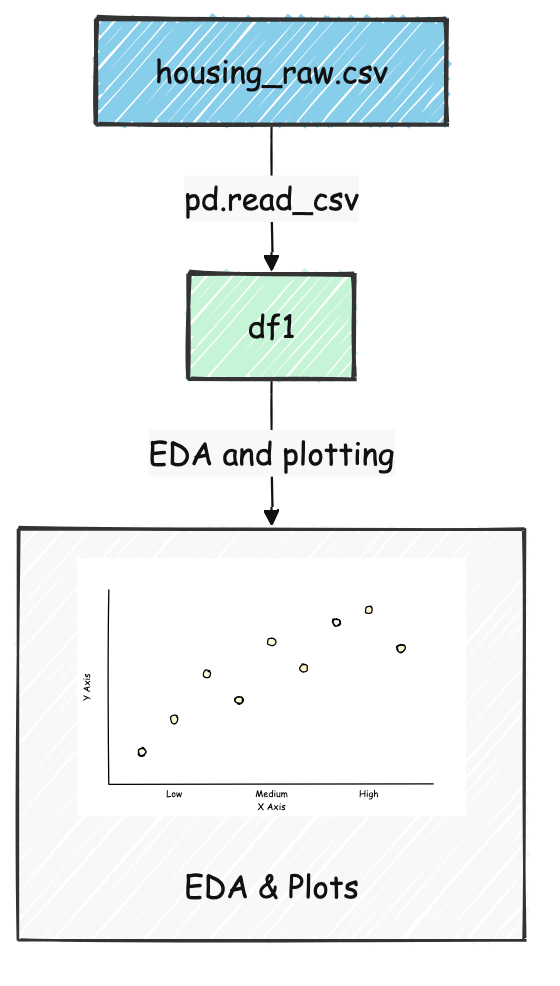 housing_raw.csv
pd.read_csv
df1
EDA and plotting
Y Axis
Low Medium High
X Axis
EDA & Plots